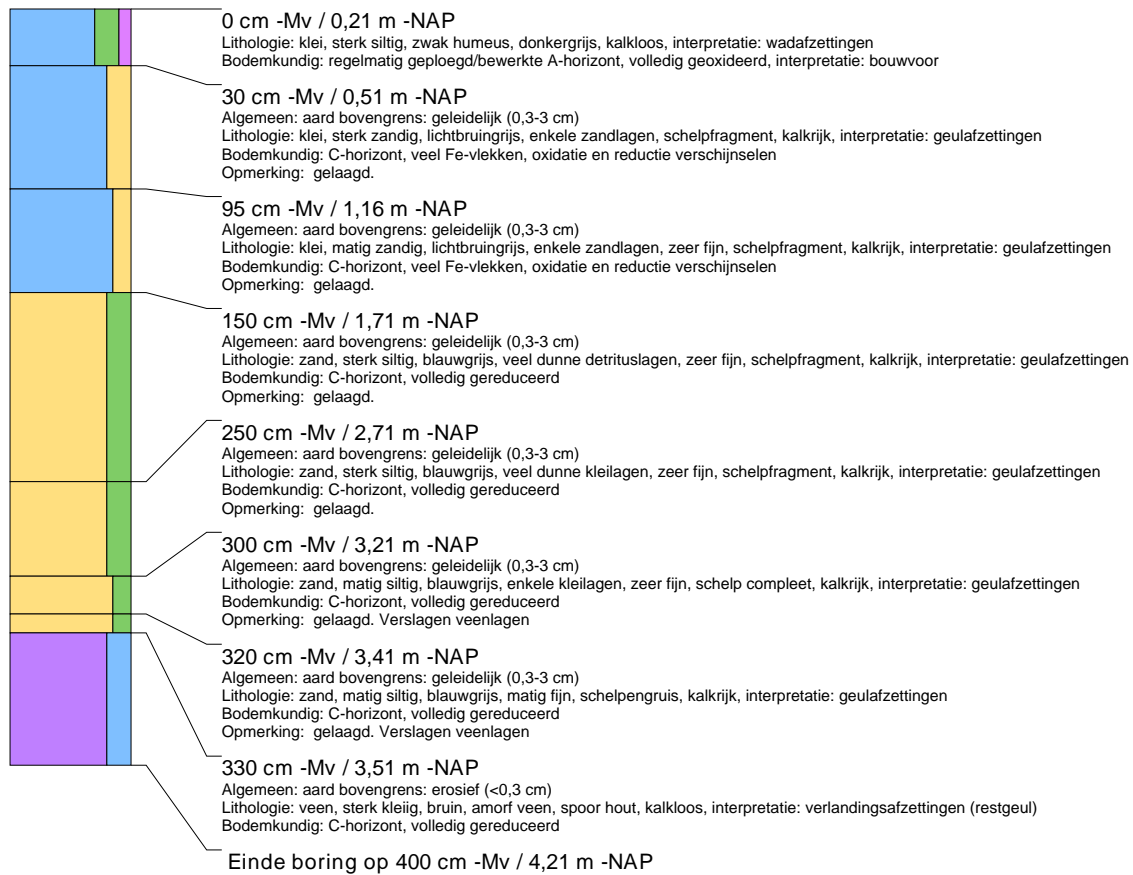 0 cm -Mv / 0,21 m -NAP
Lithologie: klei, sterk siltig, zwak humeus, donkergrijs, kalkloos, interpretatie: wadafzettingen
Bodemkundig: regelmatig geploegd/bewerkte A-horizont, volledig geoxideerd, interpretatie: bouwvoor
30 cm -Mv / 0,51 m -NAP
Algemeen: aard bovengrens: geleidelijk (0,3-3 cm)
Lithologie: klei, sterk zandig, lichtbruingrijs, enkele zandlagen, schelpfragment, kalkrijk, interpretatie: geulafzettingen
Bodemkundig: C-horizont, veel Fe-vlekken, oxidatie en reductie verschijnselen
Opmerking: gelaagd.
95 cm -Mv / 1,16 m -NAP
Algemeen: aard bovengrens: geleidelijk (0,3-3 cm)
Lithologie: klei, matig zandig, lichtbruingrijs, enkele zandlagen, zeer fijn, schelpfragment, kalkrijk, interpretatie: geulafzettingen
Bodemkundig: C-horizont, veel Fe-vlekken, oxidatie en reductie verschijnselen
Opmerking: gelaagd.
150 cm -Mv / 1,71 m -NAP
Algemeen: aard bovengrens: geleidelijk (0,3-3 cm)
Lithologie: zand, sterk siltig, blauwgrijs, veel dunne detrituslagen, zeer fijn, schelpfragment, kalkrijk, interpretatie: geulafzettingen
Bodemkundig: C-horizont, volledig gereduceerd
Opmerking: gelaagd.
250 cm -Mv / 2,71 m -NAP
Algemeen: aard bovengrens: geleidelijk (0,3-3 cm)
Lithologie: zand, sterk siltig, blauwgrijs, veel dunne kleilagen, zeer fijn, schelpfragment, kalkrijk, interpretatie: geulafzettingen
Bodemkundig: C-horizont, volledig gereduceerd
Opmerking: gelaagd.
300 cm -Mv / 3,21 m -NAP
Algemeen: aard bovengrens: geleidelijk (0,3-3 cm)
Lithologie: zand, matig siltig, blauwgrijs, enkele kleilagen, zeer fijn, schelp compleet, kalkrijk, interpretatie: geulafzettingen
Bodemkundig: C-horizont, volledig gereduceerd
Opmerking: gelaagd. Verslagen veenlagen
320 cm -Mv / 3,41 m -NAP
Algemeen: aard bovengrens: geleidelijk (0,3-3 cm)
Lithologie: zand, matig siltig, blauwgrijs, matig fijn, schelpengruis, kalkrijk, interpretatie: geulafzettingen
Bodemkundig: C-horizont, volledig gereduceerd
Opmerking: gelaagd. Verslagen veenlagen
330 cm -Mv / 3,51 m -NAP
Algemeen: aard bovengrens: erosief (<0,3 cm)
Lithologie: veen, sterk kleiig, bruin, amorf veen, spoor hout, kalkloos, interpretatie: verlandingsafzettingen (restgeul)
Bodemkundig: C-horizont, volledig gereduceerd
Einde boring op 400 cm -Mv / 4,21 m -NAP